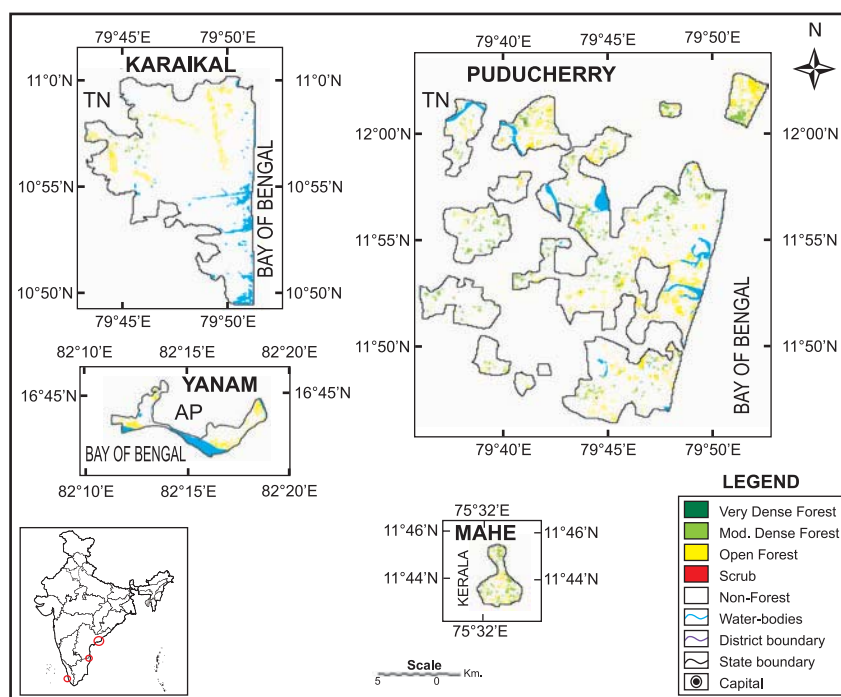 79°45'E 79°50'E
KARAIKAL
11°0'N 11°0'N
TN
10°55'N 10°55'N
BAY OF BENGAL
10°50'N 10°50'N
79°45'E 79°50'E
79°40'E 79°45'E 79°50'E
N
PUDUCHERRY
TN
12°00'N 12°00'N
11°55'N 11°55'N
11°50'N 11°50'N
BAY OF BENGAL
79°40'E 79°45'E 79°50'E
82°10'E 82°20'E
YANAM
16°45'N 16°45'N
AP
BAY OF BENGAL
82°10'E 82°15'E 82°20'E
75°32'E
11°46'N 11°46'N
MAHE
KERALA
11°44'N 11°44'N
75°32'E
Scale
5 0 Km.
LEGEND
Very Dense Forest
Mod. Dense Forest
Open Forest
Scrub
Non-Forest
Water-bodies
District boundary
State boundary
Capital